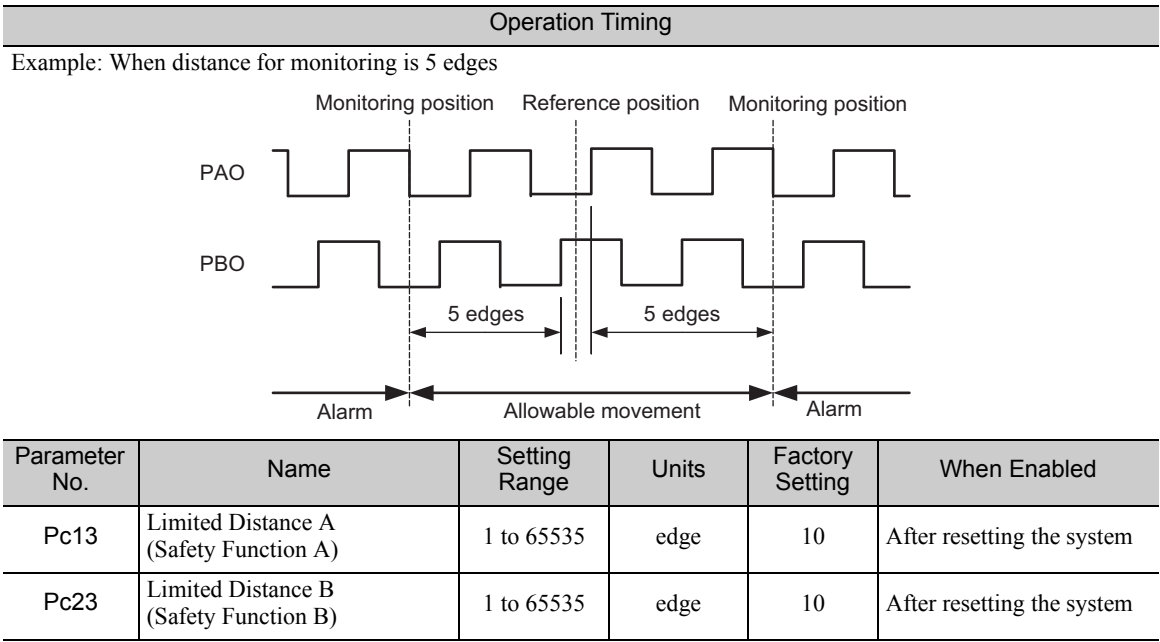 Operation Timing
Example: When distance for monitoring is 5 edges
Monitoring position Reference position Monitoring position
PAO
PBO
5 edges 5 edges
Alarm Allowable movement Alarm
Parameter No. Name Setting Range Units Factory Setting When Enabled
Pc13 Limited Distance A (Safety Function A) 1 to 65535 edge 10 After resetting the system
Pc23 Limited Distance B (Safety Function B) 1 to 65535 edge 10 After resetting the system